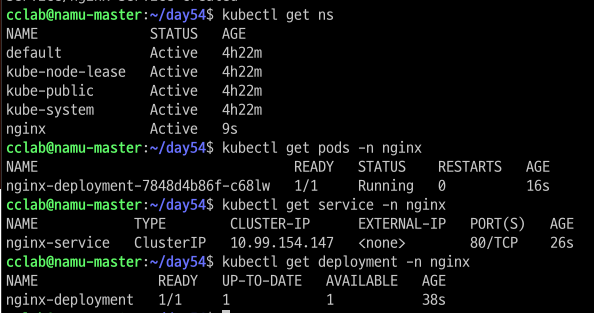 service/nginx-service created
cclab@namu-master:~/day54$ kubectl get ns
NAME STATUS AGE
default Active 4h22m
kube-node-lease Active 4h22m
kube-public Active 4h22m
kube-system Active 4h22m
nginx Active 9s
cclab@namu-master:~/day54$ kubectl get pods -n nginx
NAME READY STATUS RESTARTS AGE
nginx-deployment-7848d4b86f-c68lw 1/1 Running 0 16s
cclab@namu-master:~/day54$ kubectl get service -n nginx
NAME TYPE CLUSTER-IP EXTERNAL-IP PORT(S) AGE
nginx-service ClusterIP 10.99.154.147 <none> 80/TCP 26s
cclab@namu-master:~/day54$ kubectl get deployment -n nginx
NAME READY UP-TO-DATE AVAILABLE AGE
nginx-deployment 1/1 1 1 38s